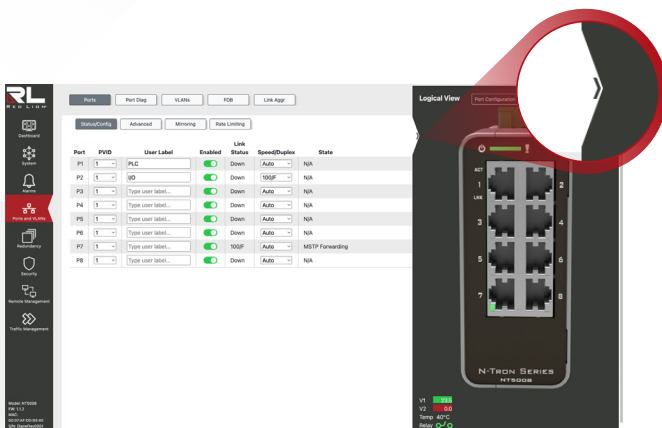 RED LION
Dashboard
System
Alarms
Ports and VLANs
Redundancy
Security
Remote Management
Traffic Management
Model: NT5008
FW: 1.1.2
MAC:
Ports Port Diag VLANs FDB Link Aggr
Status/Config Advanced Mirroring Rate Limiting
Port PVID User Label Enabled Link Status Speed/Duplex State
P1 1 PLC Down Auto N/A
P2 1 I/O Down 100/F N/A
P3 1 Type user label... Down Auto N/A
P4 1 Type user label... Down Auto N/A
P5 1 Type user label... Down Auto N/A
P6 1 Type user label... Down Auto N/A
P7 1 Type user label... 100/F Auto MSTP Forwarding
P8 1 Type user label... Down Auto N/A
Logical View Port Configuration
ACT
1 2
LNK
3 4
5 6
7 8
N-TRON SERIES
NT5008
V1 39.5
V2 0.0
Temp 40°C
Relay